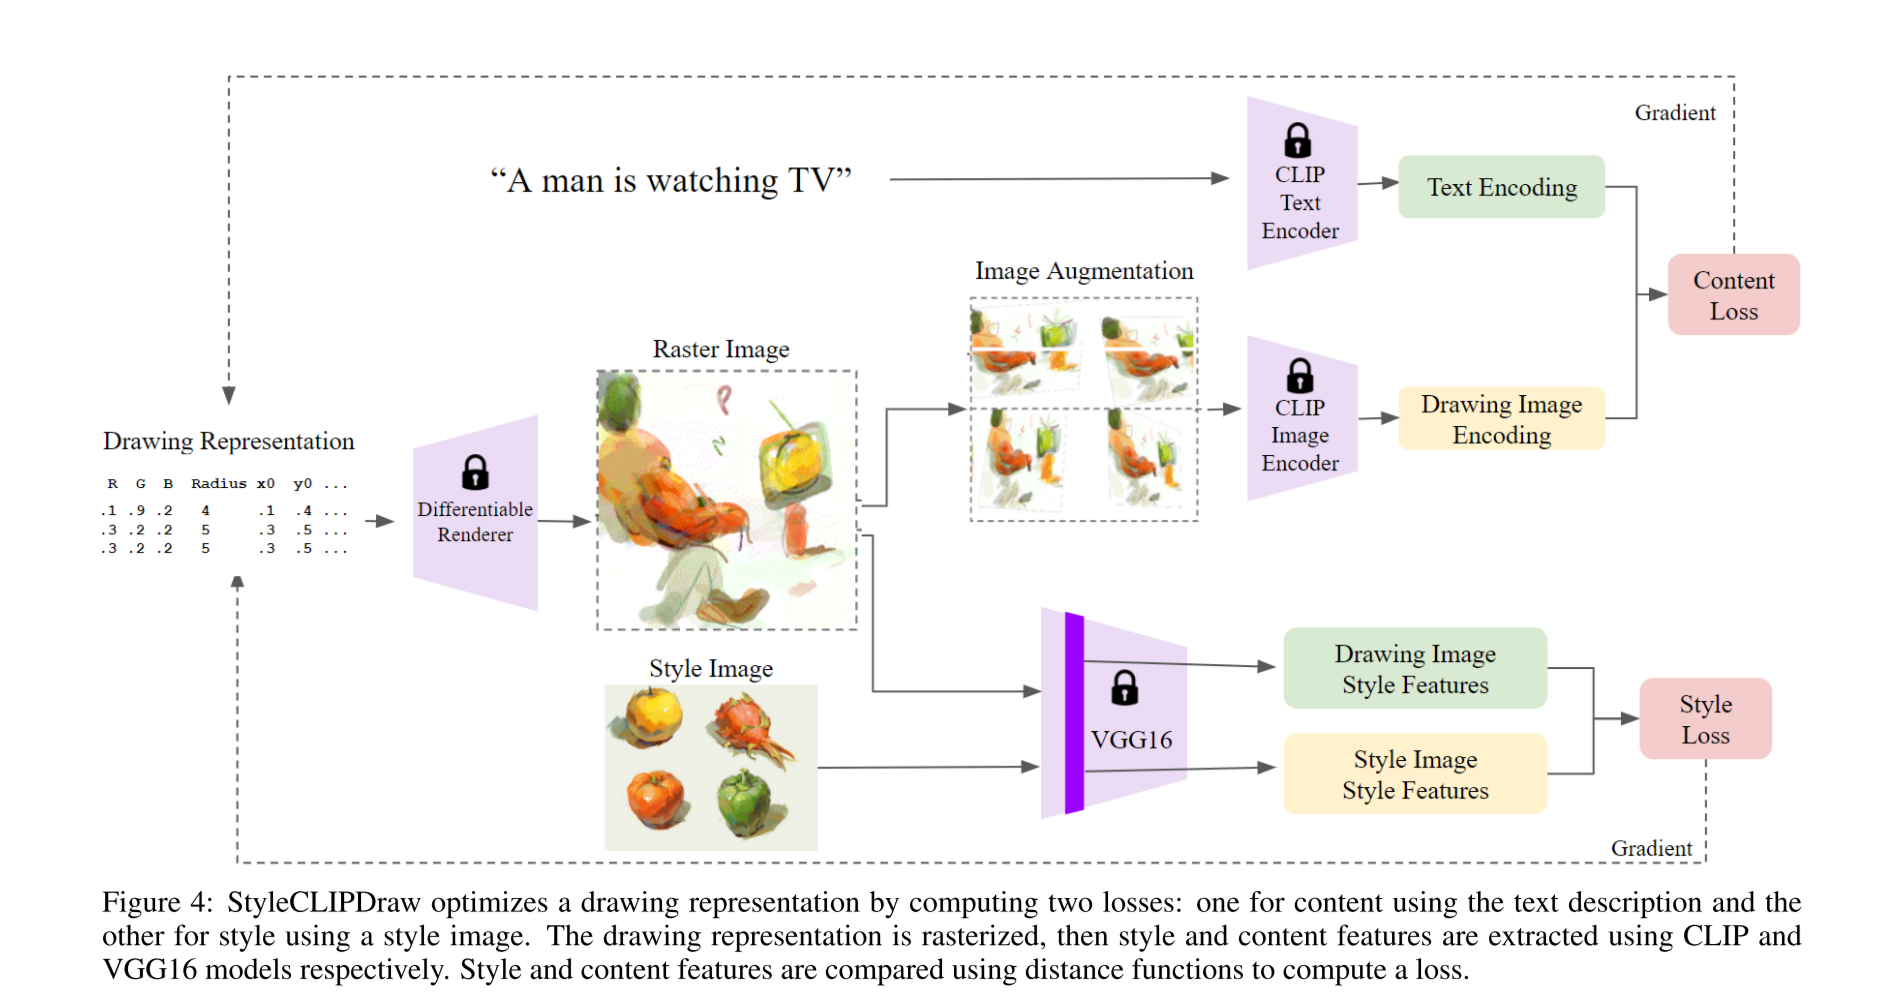 Gradient
“A man is watching TV”
CLIP
Text
Encoder
Text Encoding
Content
Loss
Image Augmentation
Raster Image
CLIP
Image
Encoder
Drawing Image
Encoding
Drawing Representation
R G B Radius x0 y0 ...
.1 .9 .2 4 .1 .4 ...
.3 .2 .2 5 .3 .5 ...
.3 .2 .2 5 .3 .5 ...
Differentiable
Renderer
Style Image
VGG16
Drawing Image
Style Features
Style Image
Style Features
Style
Loss
Gradient
Figure 4: StyleCLIPDraw optimizes a drawing representation by computing two losses: one for content using the text description and the
other for style using a style image. The drawing representation is rasterized, then style and content features are extracted using CLIP and
VGG16 models respectively. Style and content features are compared using distance functions to compute a loss.